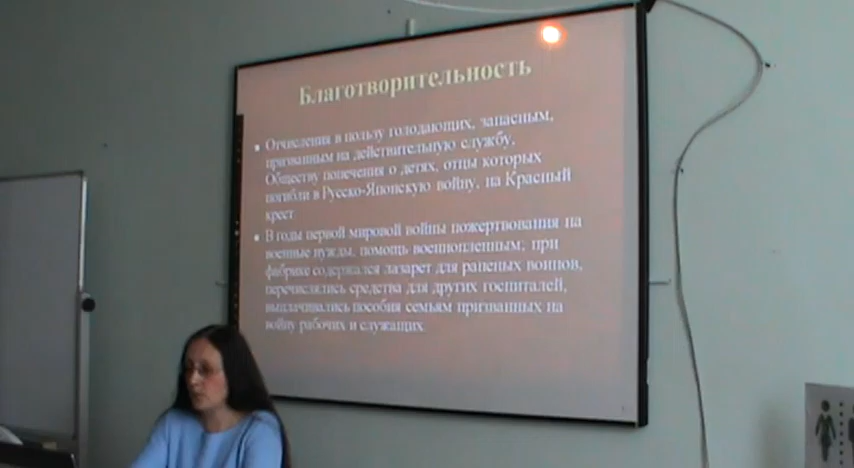 Благотворительность
Отчисления в пользу голодающих, запасным,
призванным на действительную службу,
Обществу попечения о детях, отцы которых
погибли в Русско-Японскую войну, на Красный
крест
В годы первой мировой войны пожертвования на
военные нужды, помощь военнопленным; при
фабрике содержался лазарет для раненых воинов,
перечислялись средства для других госпиталей,
выплачивались пособия семьям призванных на
войну рабочих и служащих